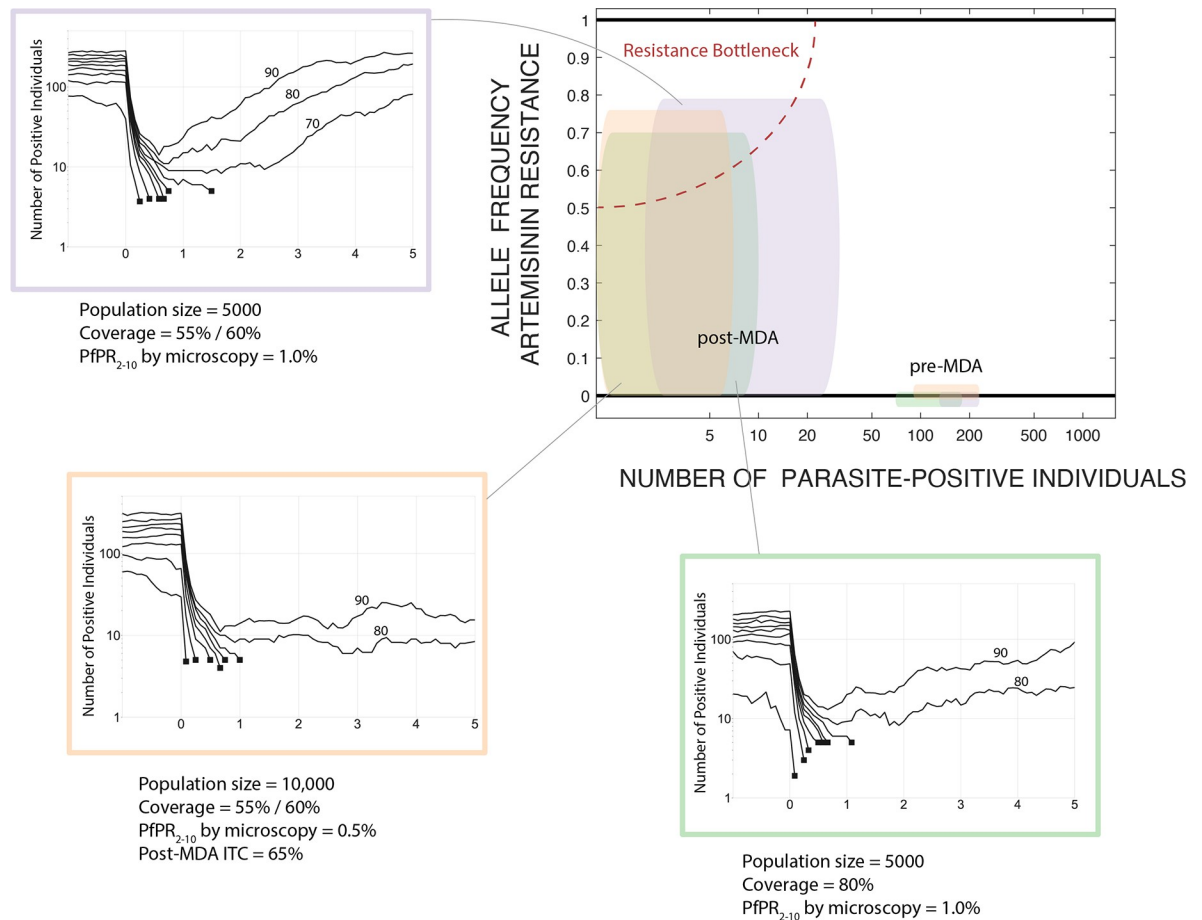 Number of Positive Individuals
100
10
1
90
80
70
0
1
2
3
4
5
Population size = 5000
Coverage = 55% / 60%
PfPR2-10 by microscopy = 1.0%
ALLELE FREQUENCY
ARTEMISININ RESISTANCE
1
0.9
0.8
0.7
0.6
0.5
0.4
0.3
0.2
0.1
0
Resistance Bottleneck
post-MDA
pre-MDA
5
10
20
50
100
200
500
1000
NUMBER OF PARASITE-POSITIVE INDIVIDUALS
Number of Positive Individuals
100
10
1
90
80
0
1
2
3
4
5
Population size = 10,000
Coverage = 55% / 60%
PfPR2-10 by microscopy = 0.5%
Post-MDA ITC = 65%
Number of Positive Individuals
100
10
1
90
80
0
1
2
3
4
5
Population size = 5000
Coverage = 80%
PfPR2-10 by microscopy = 1.0%